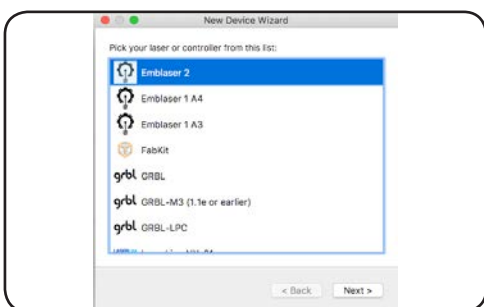 New Device Wizard
Pick your laser or controller from this list:
Emblaser 2
Emblaser 1 A4
Emblaser 1 A3
FabKit
grbl GRBL
grbl GRBL-M3 (1.1e or earlier)
grbl GRBL-LPC
< Back Next >